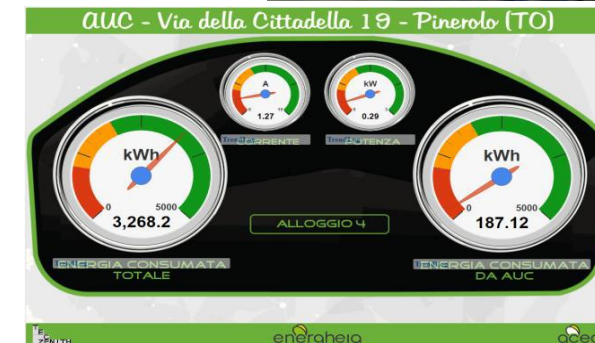 AUC - Via della Cittadella 19 - Pinerolo (TO)
A
1.27
CORRENTE
kW
0.29
POTENZA
kWh
0 5000
3,268.2
kWh
0 5000
187.12
ALLOGGIO 4
ENERGIA CONSUMATA
TOTALE
ENERGIA CONSUMATA
DA AUC
TECNOZENITH
energheia
acea